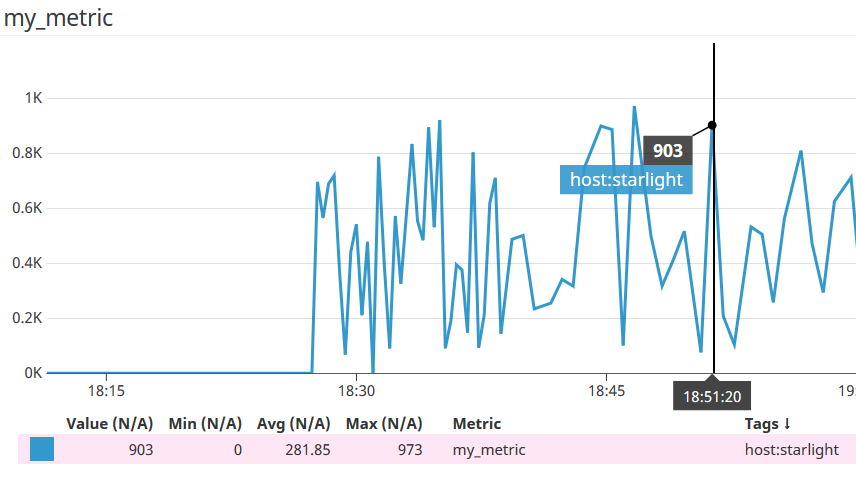 my_metric
1K
0.8K
0.6K
0.4K
0.2K
0K
903
host:starlight
18:15 18:30 18:45 18:51:20 19:
Value (N/A) Min (N/A) Avg (N/A) Max (N/A) Metric Tags ↓
903 0 281.85 973 my_metric host:starlight